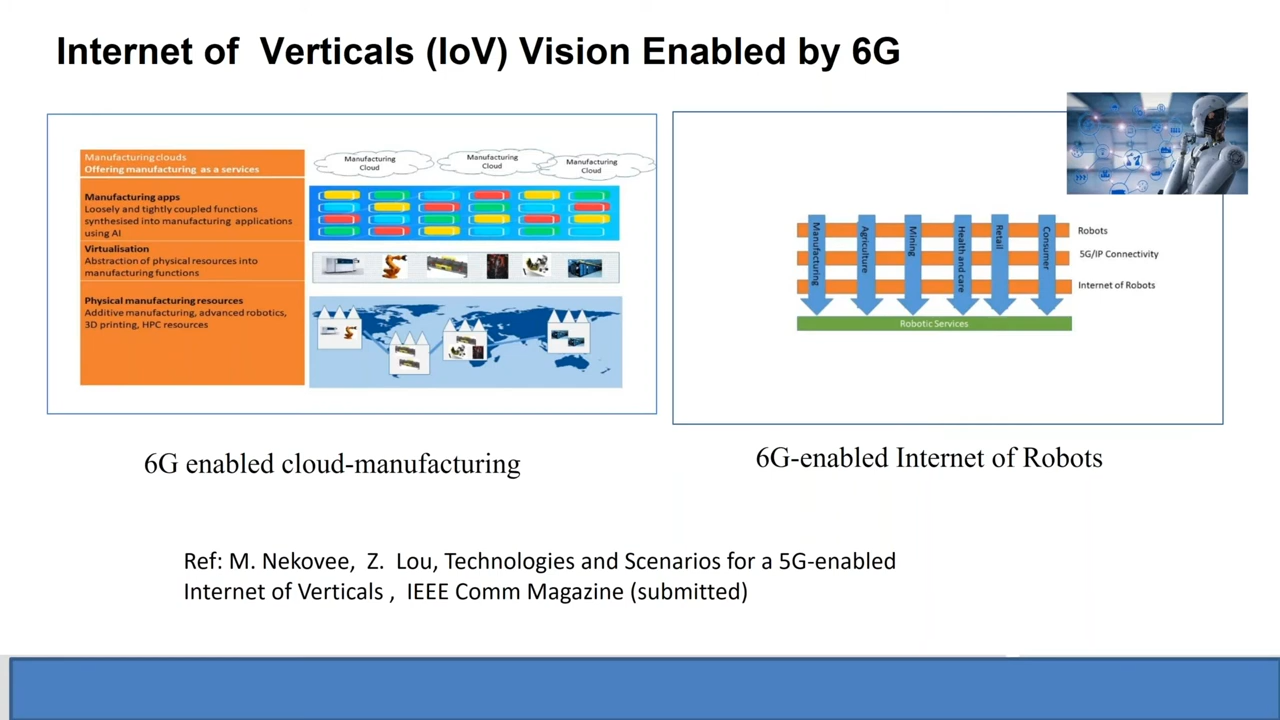 Internet of Verticals (IoV) Vision Enabled by 6G
Manufacturing clouds
Offering manufacturing as a services
Manufacturing apps
Loosely and tightly coupled functions
synthesised into manufacturing applications
using AI
Virtualisation
Abstraction of physical resources into
manufacturing functions
Physical manufacturing resources
Additive manufacturing, advanced robotics,
3D printing, HPC resources
Manufacturing
Cloud
Manufacturing
Cloud
Manufacturing
Cloud
6G enabled cloud-manufacturing
Manufacturing
Agriculture
Mining
Health and care
Retail
Consumer
Robots
5G/IP Connectivity
Internet of Robots
Robotic Services
6G-enabled Internet of Robots
Ref: M. Nekovee, Z. Lou, Technologies and Scenarios for a 5G-enabled
Internet of Verticals , IEEE Comm Magazine (submitted)